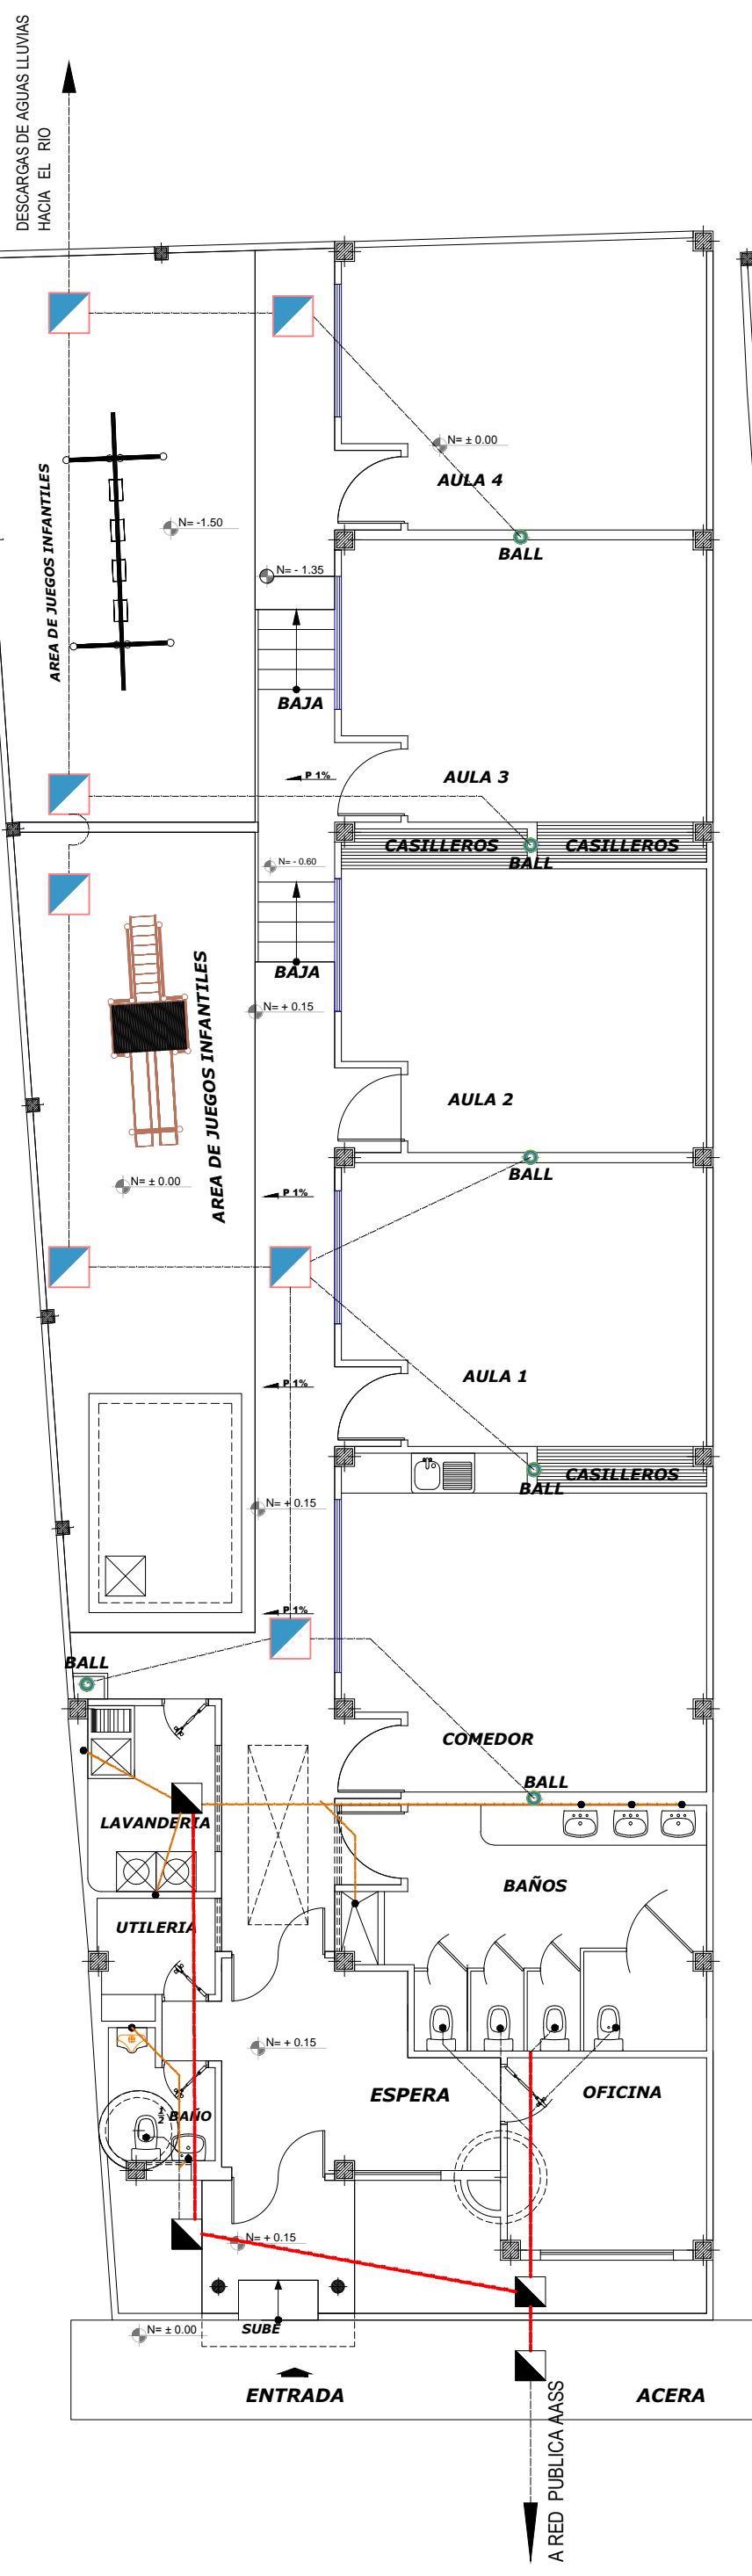 DESCARGAS DE AGUAS LLUVIAS
HACIA EL RIO
N= ± 0.00
AULA 4
AREA DE JUEGOS INFANTILES
N= -1.50
BALL
N= - 1.35
BAJA
P 1%
AULA 3
CASILLEROS
CASILLEROS
BALL
N= - 0.60
BAJA
N= + 0.15
AREA DE JUEGOS INFANTILES
AULA 2
BALL
N= ± 0.00
P 1%
AULA 1
P 1%
CASILLEROS
BALL
N= + 0.15
P 1%
BALL
COMEDOR
BALL
LAVANDERIA
BAÑOS
UTILERIA
N= + 0.15
ESPERA
OFICINA
½ BAÑO
N= + 0.15
SUBE
N= ± 0.00
ENTRADA
ACERA
A RED PUBLICA AASS